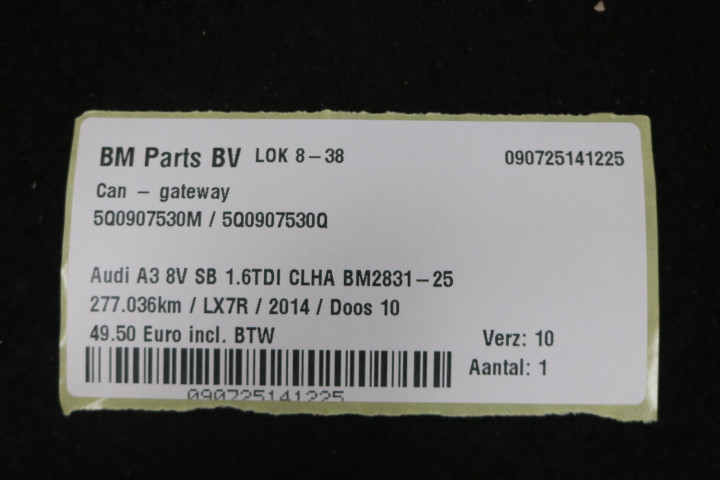 BM Parts BV LOK 8-38 090725141225
Can - gateway
5Q0907530M / 5Q0907530Q
Audi A3 8V SB 1.6TDI CLHA BM2831-25
277.036km / LX7R / 2014 / Doos 10
49.50 Euro incl. BTW Verz: 10
Aantal: 1
090725141225